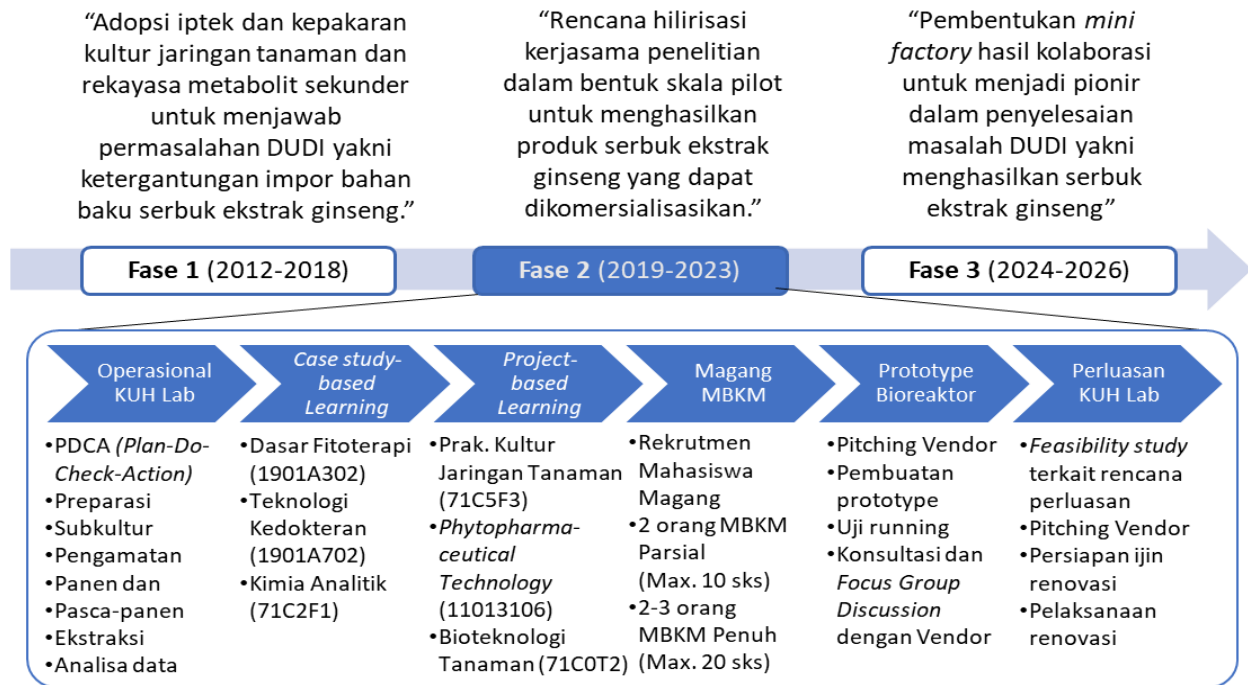 “Adopsi iptek dan kepakaran
kultur jaringan tanaman dan
rekayasa metabolit sekunder
untuk menjawab
permasalahan DUDI yakni
ketergantungan impor bahan
baku serbuk ekstrak ginseng.”
“Rencana hilirisasi
kerjasama penelitian
dalam bentuk skala pilot
untuk menghasilkan
produk serbuk ekstrak
ginseng yang dapat
dikomersialisasikan.”
“Pembentukan mini
factory hasil kolaborasi
untuk menjadi pionir
dalam penyelesaian
masalah DUDI yakni
menghasilkan serbuk
ekstrak ginseng”
Fase 1 (2012-2018)
Fase 2 (2019-2023)
Fase 3 (2024-2026)
Operasional
KUH Lab
•PDCA (Plan-Do-
Check-Action)
•Preparasi
•Subkultur
•Pengamatan
•Panen dan
•Pasca-panen
•Ekstraksi
•Analisa data
Case study-
based
Learning
•Dasar Fitoterapi
(1901A302)
•Teknologi
Kedokteran
(1901A702)
•Kimia Analitik
(71C2F1)
Project-
based
Learning
•Prak. Kultur
Jaringan Tanaman
(71C5F3)
•Phytopharma-
ceutical
Technology
(11013106)
•Bioteknologi
Tanaman (71C0T2)
Magang
MBKM
•Rekrutmen
Mahasiswa
Magang
•2 orang MBKM
Parsial
(Max. 10 sks)
•2-3 orang
MBKM Penuh
(Max. 20 sks)
Prototype
Bioreaktor
•Pitching Vendor
•Pembuatan
prototype
•Uji running
•Konsultasi dan
Focus Group
Discussion
dengan Vendor
Perluasan
KUH Lab
•Feasibility study
terkait rencana
perluasan
•Pitching Vendor
•Persiapan ijin
renovasi
•Pelaksanaan
renovasi